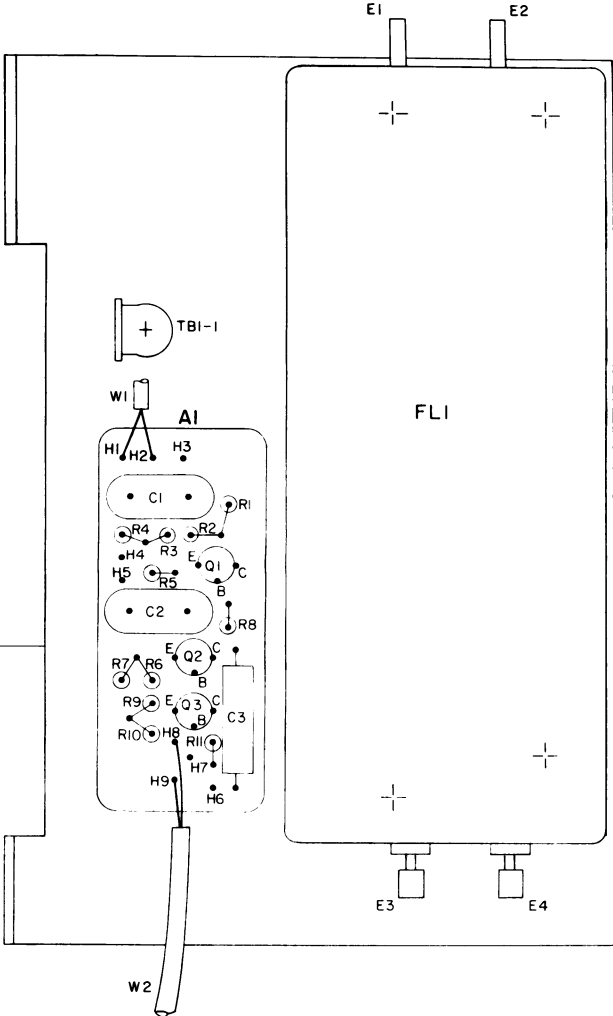 E1 E2
TB1-1
W1
A1
FL1
H1 H2 H3
C1
R1
R4 R2
R3
H4 E Q1 C
H5 R5
B
C2
R8
E Q2 C
R7 R6
B
R9 E Q3 C
B C3
R10 H8 R11
H7
H9
H6
E3 E4
W2